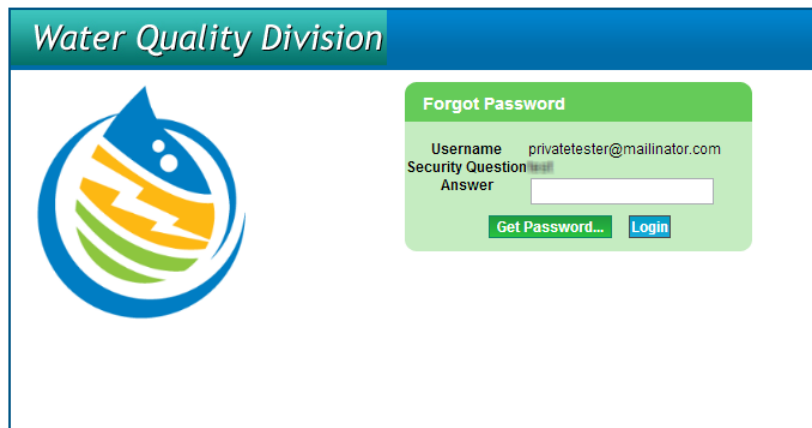 Water Quality Division
Forgot Password
Username privatetester@mailinator.com
Security Question
Answer
Get Password... Login